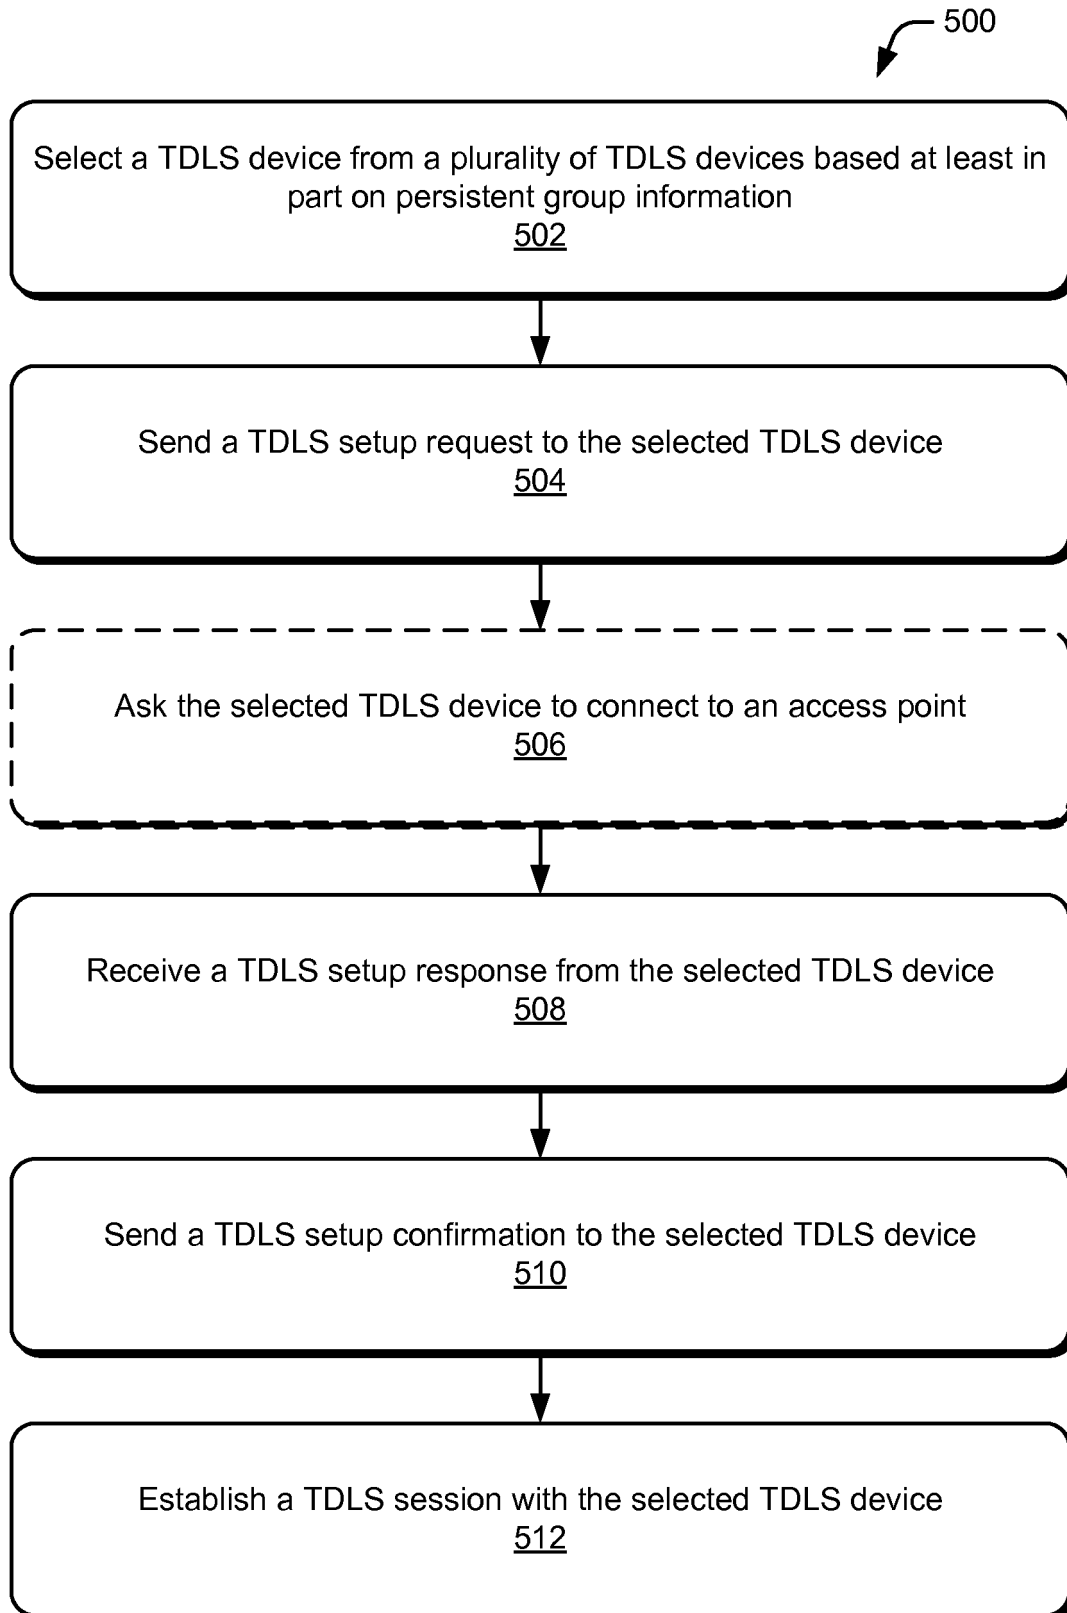 500
Select a TDLS device from a plurality of TDLS devices based at least in
part on persistent group information
502
Send a TDLS setup request to the selected TDLS device
504
Ask the selected TDLS device to connect to an access point
506
Receive a TDLS setup response from the selected TDLS device
508
Send a TDLS setup confirmation to the selected TDLS device
510
Establish a TDLS session with the selected TDLS device
512